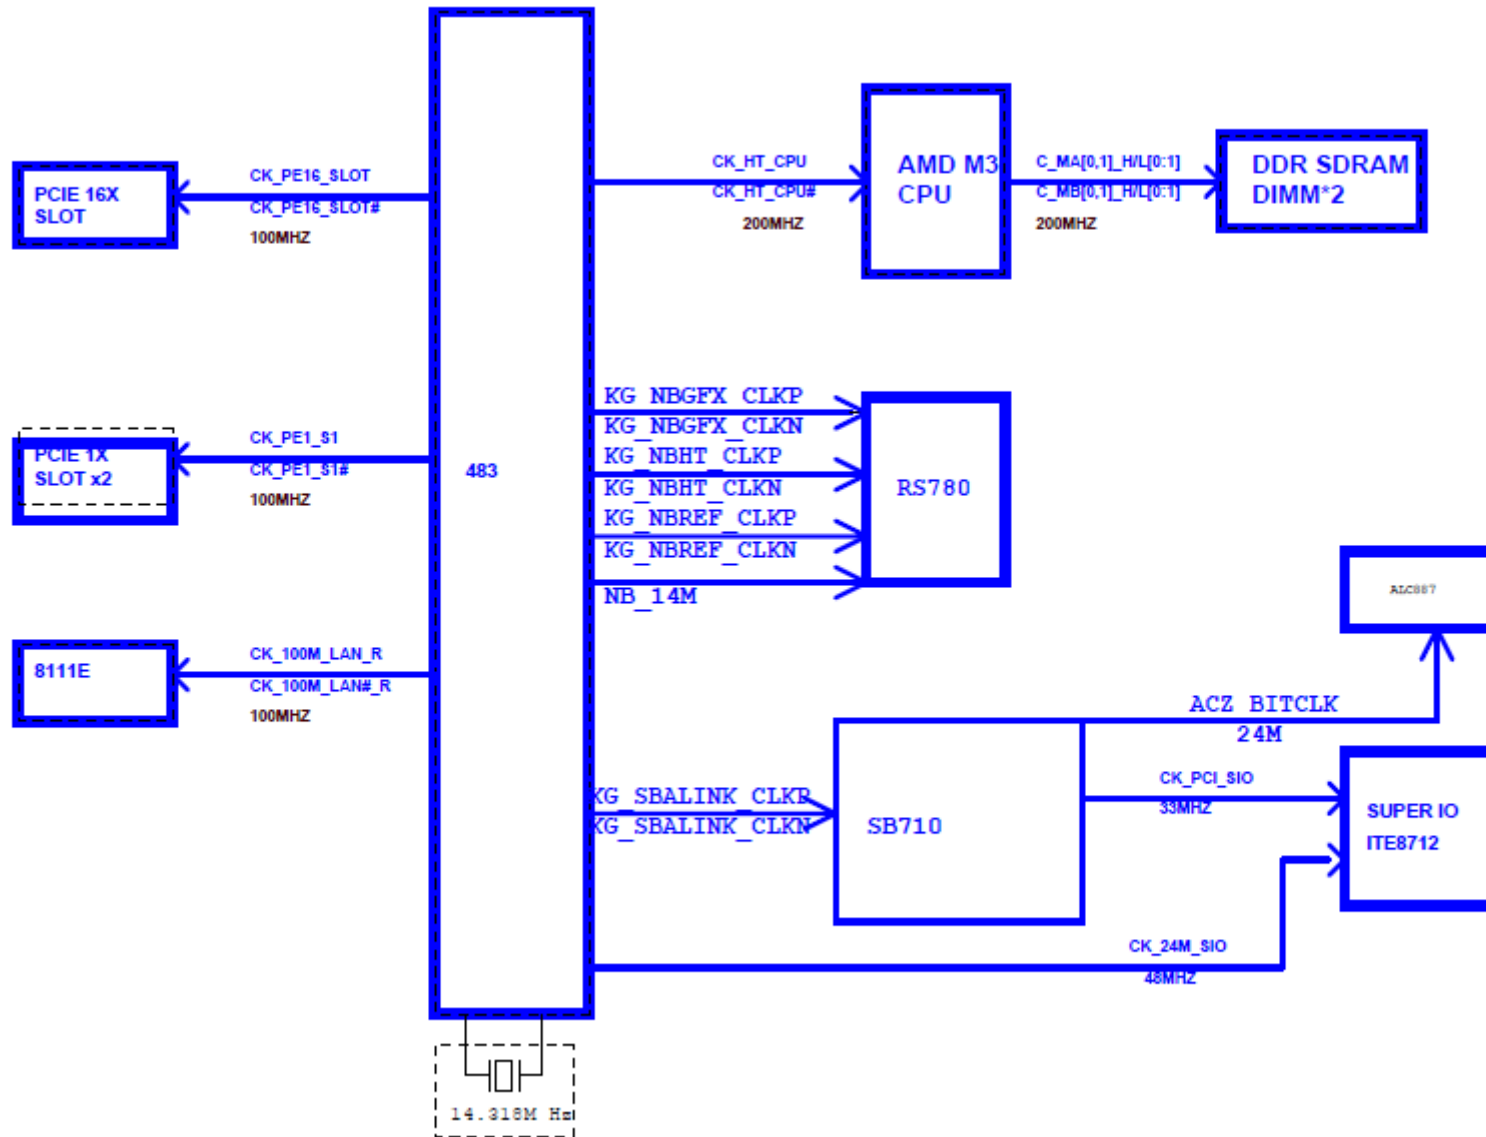 PCIE 16X
SLOT
CK_PE16_SLOT
CK_PE16_SLOT#
100MHZ
PCIE 1X
SLOT x2
CK_PE1_S1
CK_PE1_S1#
100MHZ
8111E
CK_100M_LAN_R
CK_100M_LAN#_R
100MHZ
483
14.318M Hz
CK_HT_CPU
CK_HT_CPU#
200MHZ
AMD M3
CPU
C_MA[0,1]_H/L[0:1]
C_MB[0,1]_H/L[0:1]
200MHZ
DDR SDRAM
DIMM*2
KG_NBGFX_CLKP
KG_NBGFX_CLKN
KG_NBHT_CLKP
KG_NBHT_CLKN
KG_NBREF_CLKP
KG_NBREF_CLKN
NB_14M
RS780
ALC887
ACZ BITCLK
24M
KG_SBALINK_CLKP
KG_SBALINK_CLKN
SB710
CK_PCI_SIO
33MHZ
SUPER IO
ITE8712
CK_24M_SIO
48MHZ